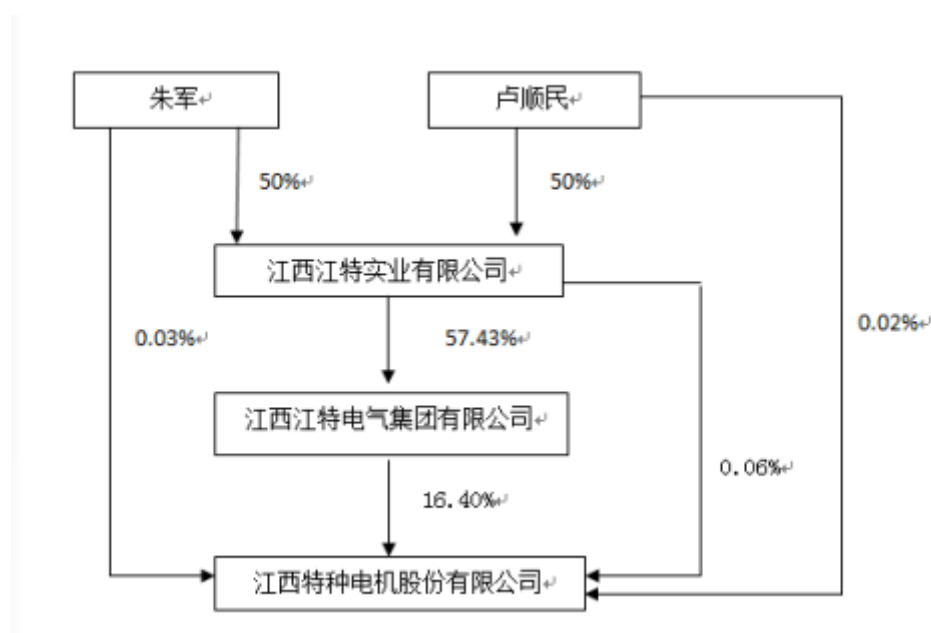 朱军↵
卢顺民↵
50%↵
50%↵
江西江特实业有限公司↵
0.03%↵
57.43%↵
0.02%↵
江西江特电气集团有限公司↵
0.06%↵
16.40%↵
江西特种电机股份有限公司↵